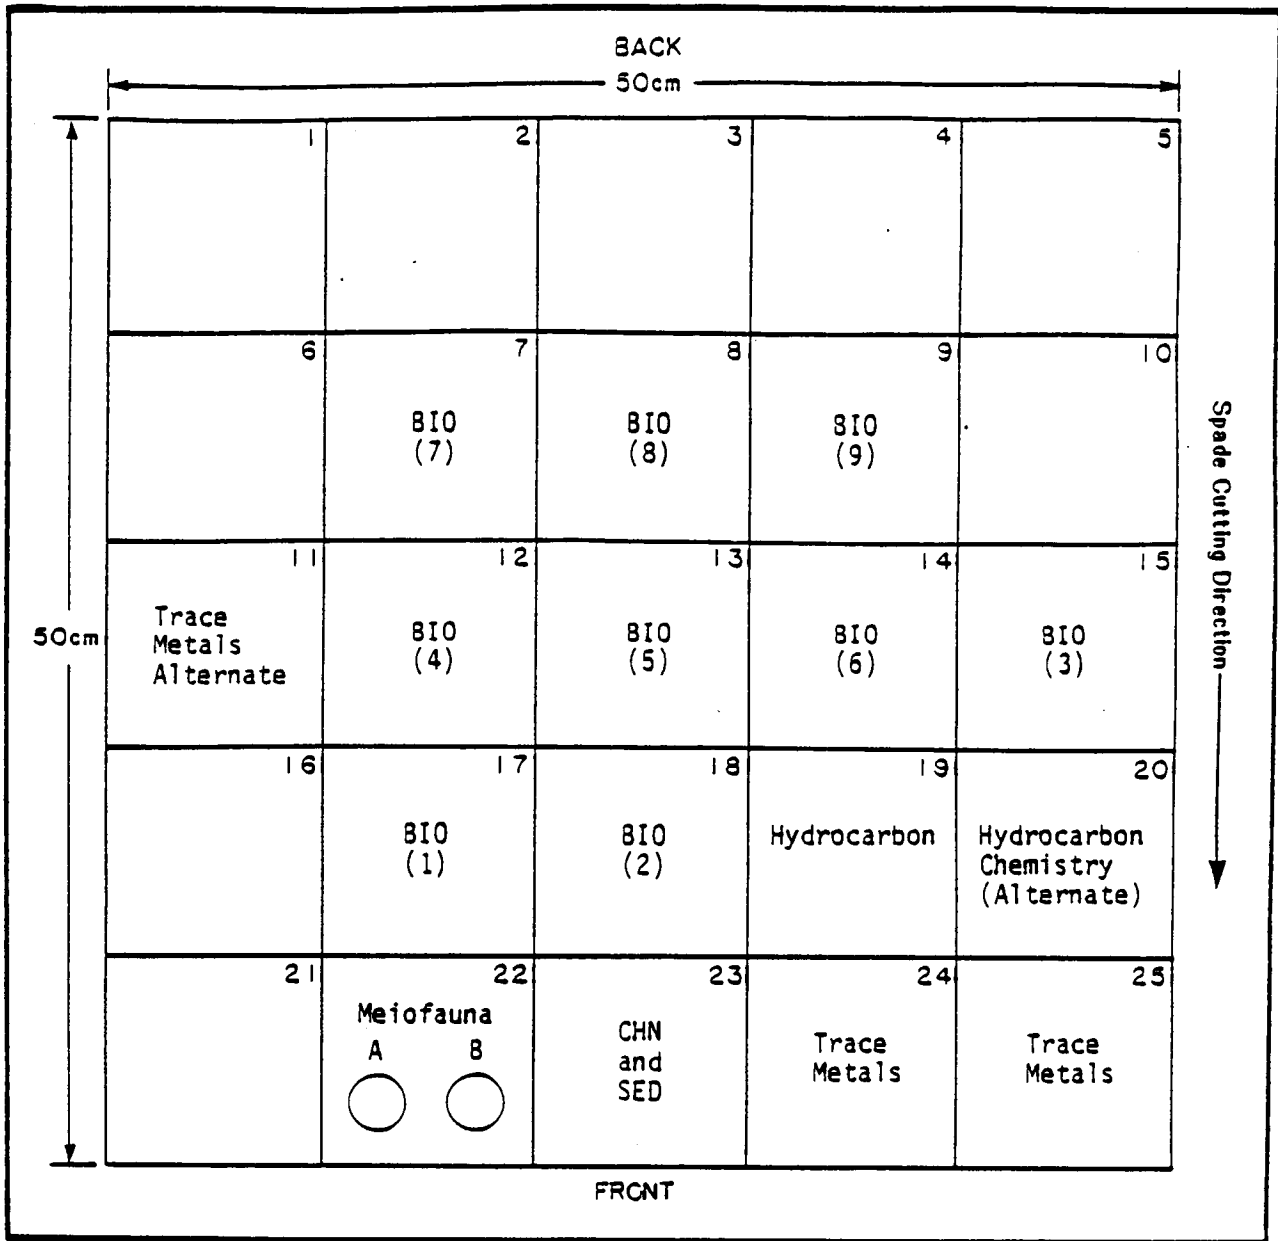 BACK
50cm
1 2 3 4 5
6 7 8 9 10
BIO
(7)
BIO
(8)
BIO
(9)
11 12 13 14 15
50cm
Trace
Metals
Alternate
BIO
(4)
BIO
(5)
BIO
(6)
BIO
(3)
16 17 18 19 20
BIO
(1)
BIO
(2)
Hydrocarbon
Hydrocarbon
Chemistry
(Alternate)
21 22 23 24 25
Meiofauna
A B
CHN
and
SED
Trace
Metals
Trace
Metals
FRONT
Spade Cutting Direction